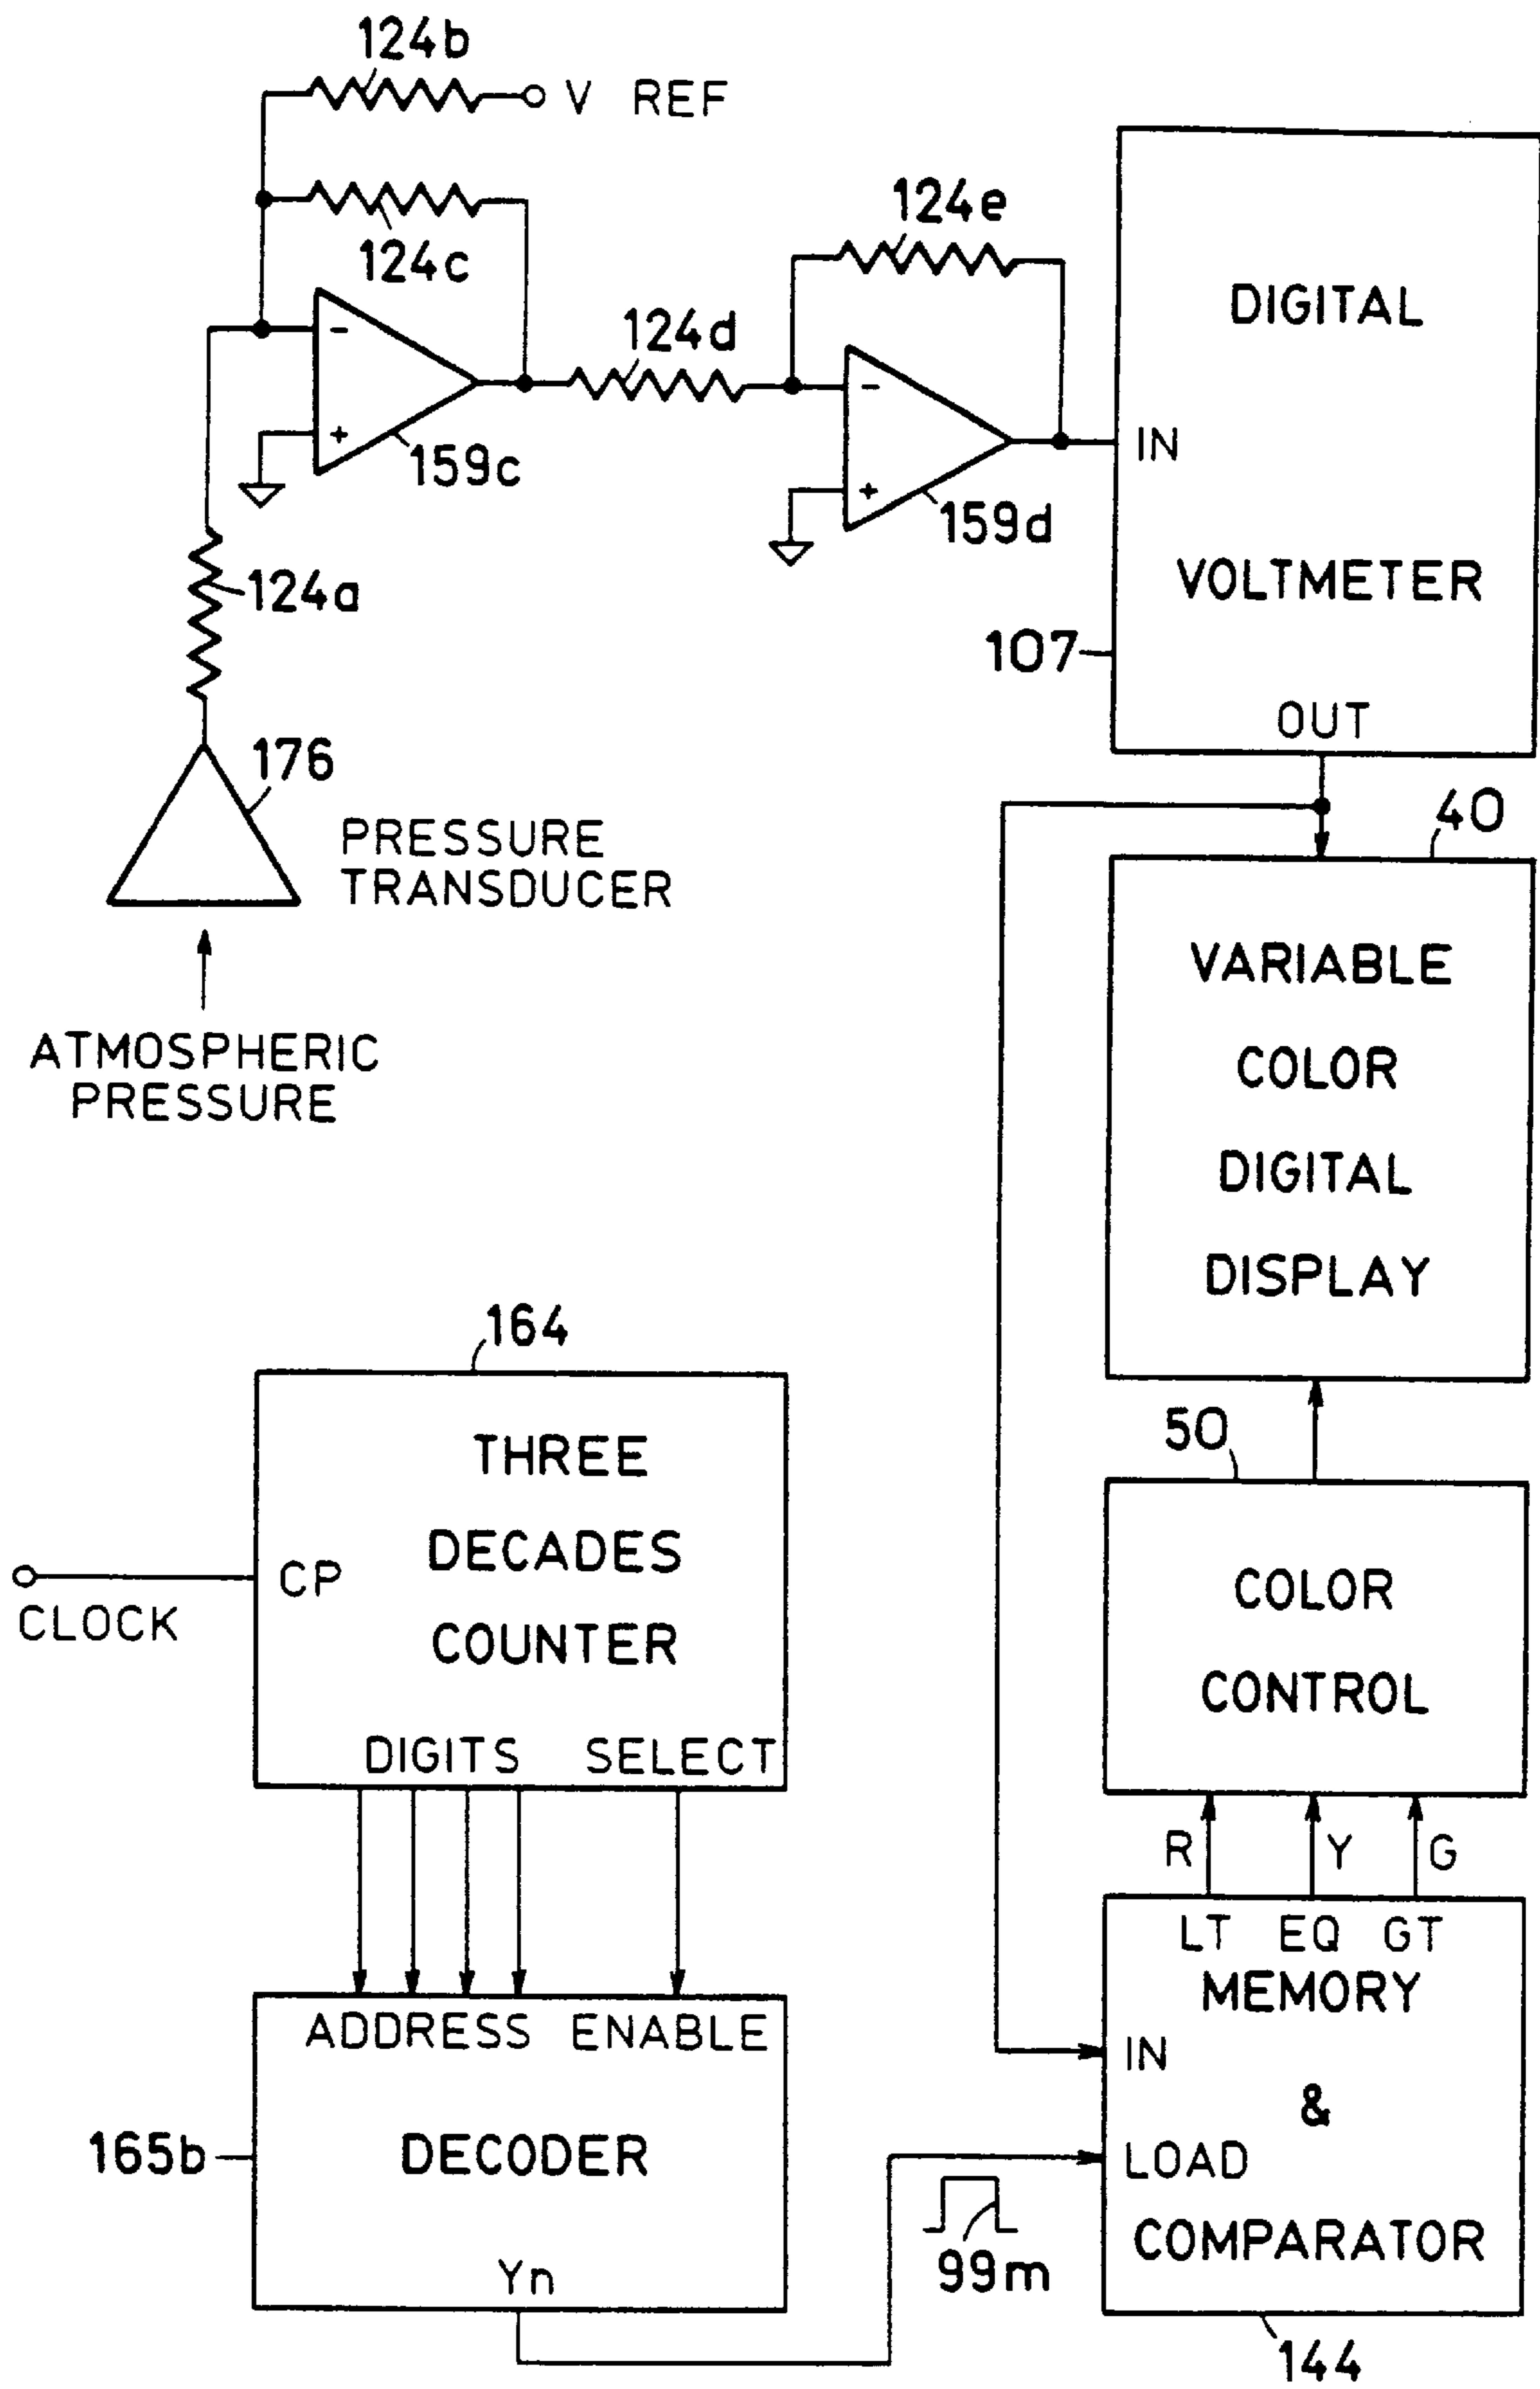 124b
V REF
124c
124e
124d
-
+
159c
-
+
159d
DIGITAL
IN
VOLTMETER
107
OUT
124a
176
PRESSURE
TRANSDUCER
ATMOSPHERIC
PRESSURE
40
VARIABLE
COLOR
DIGITAL
DISPLAY
164
THREE
DECADES
COUNTER
CP
CLOCK
DIGITS SELECT
50
COLOR
CONTROL
R Y G
LT EQ GT
MEMORY
IN
&
LOAD
COMPARATOR
144
ADDRESS ENABLE
165b
DECODER
Yn
99m